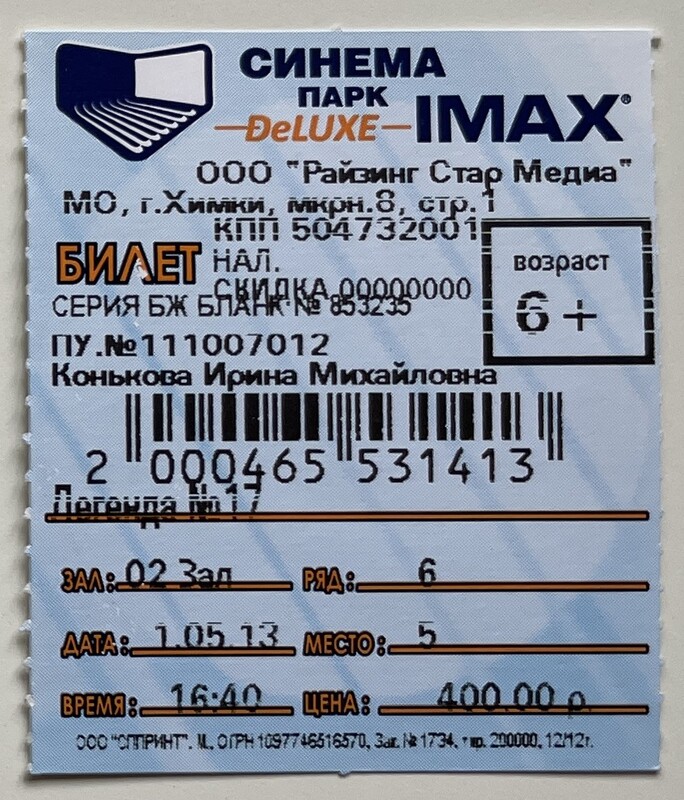 СИНЕМА
ПАРК
DeLUXE IMAX®
ООО "Райзинг Стар Медиа"
МО, г.Химки, мкрн.8, стр.1
КПП 504732001
БИЛЕТ НАЛ.
возраст
СКИДКА 00000000
СЕРИЯ БЖ БЛАНК № 853235
6+
ПУ.№111007012
Конькова Ирина Михайловна
2 000465 531413
Легенда №17
ЗАЛ: 02 Зал РЯД: 6
ДАТА: 1.05.13 МЕСТО: 5
ВРЕМЯ: 16:40 ЦЕНА: 400.00 р.
ООО "СППРИНТ". М., ОГРН 1097746516570, Зак. № 1734, тир. 200000, 12/12г.